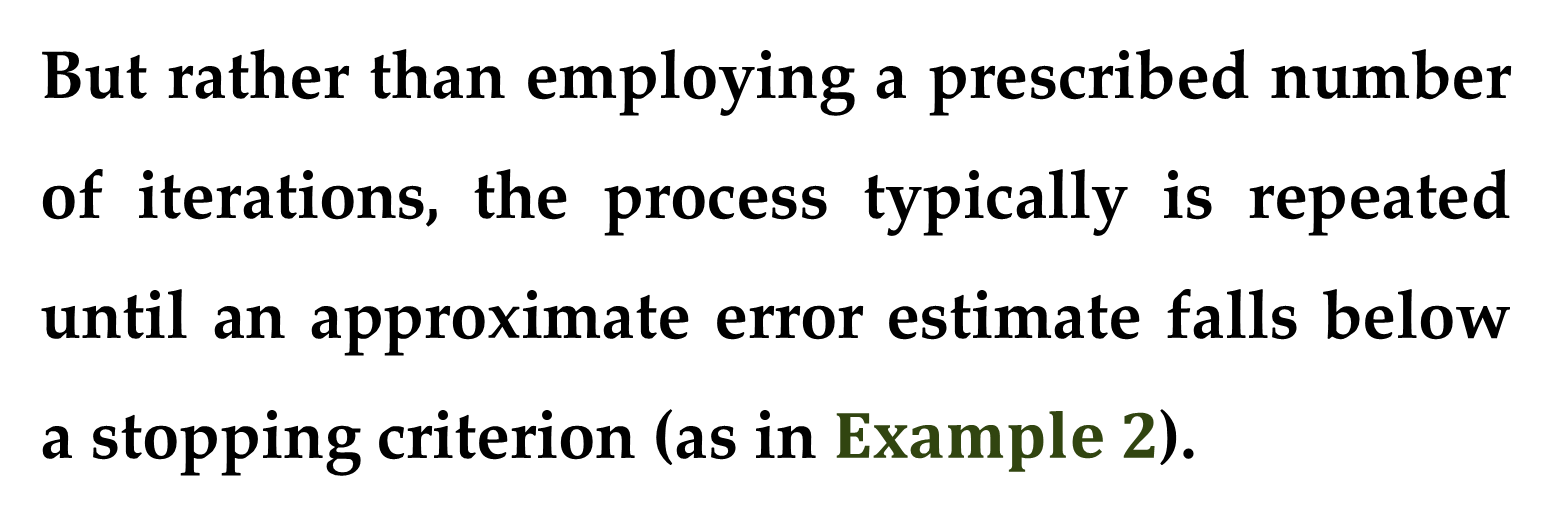 But rather than employing a prescribed number
of iterations, the process typically is repeated
until an approximate error estimate falls below
a stopping criterion (as in Example 2).